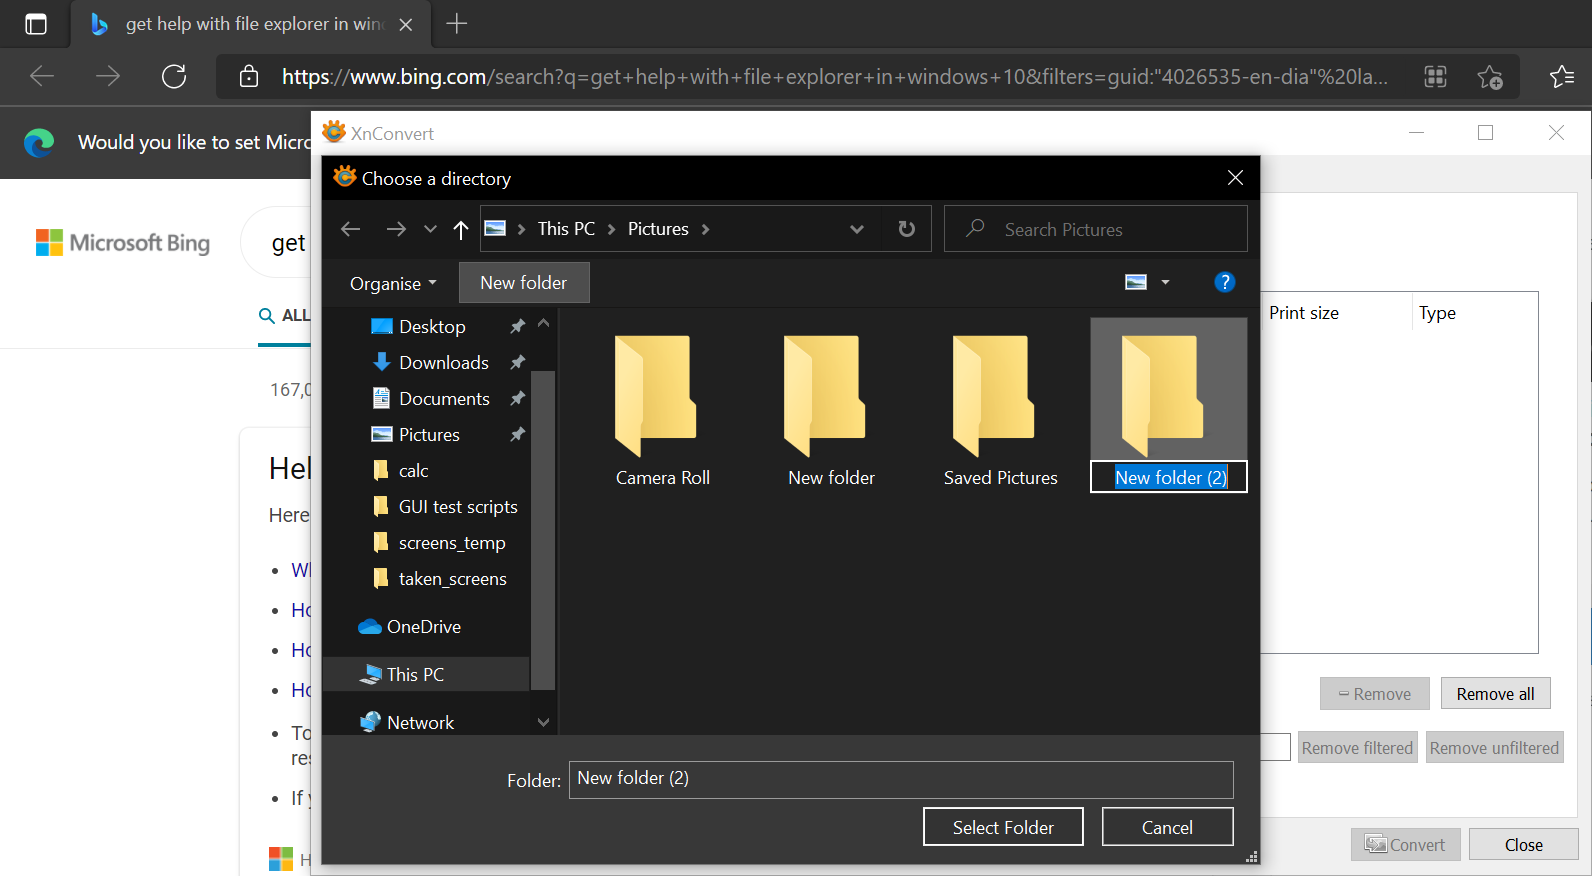 get help with file explorer in win
https://www.bing.com/search?q=get+help+with+file+explorer+in+windows+10&filters=guid:"4026535-en-dia"%20la...
Would you like to set Micro
XnConvert
Choose a directory
This PC
Pictures
Search Pictures
Microsoft Bing
get
Organise
New folder
ALL
Desktop
Downloads
Documents
Pictures
calc
GUI test scripts
screens_temp
taken_screens
OneDrive
This PC
Network
Camera Roll
New folder
Saved Pictures
New folder (2)
Print size
Type
167,0
Hel
Here
Wh
Ho
Ho
Ho
To
res
If y
H
Folder:
New folder (2)
Select Folder
Cancel
Remove
Remove all
Remove filtered
Remove unfiltered
Convert
Close